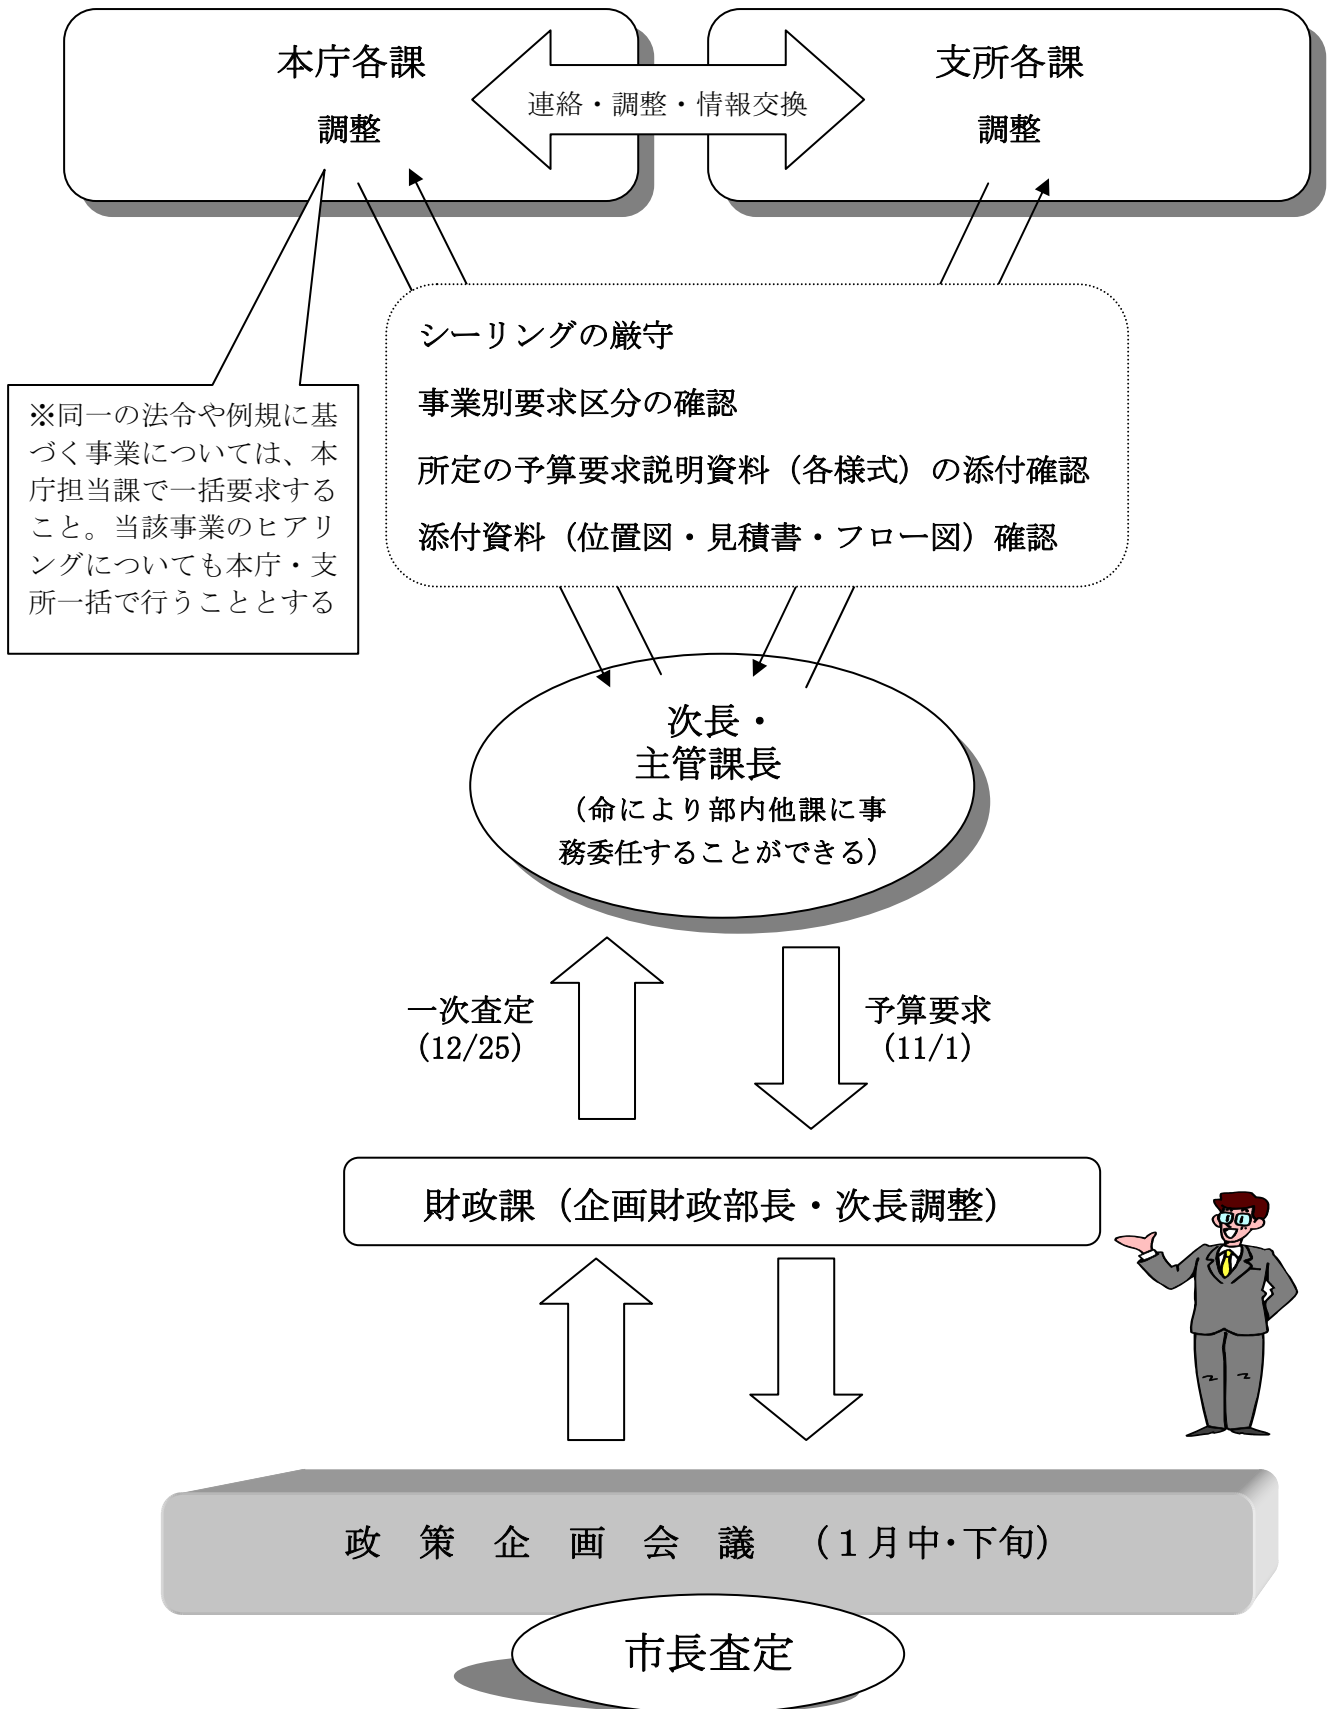 本庁各課
調整
連絡・調整・情報交換
支所各課
調整
シーリングの厳守
事業別要求区分の確認
所定の予算要求説明資料（各様式）の添付確認
添付資料（位置図・見積書・フロー図）確認
※同一の法令や例規に基
づく事業については、本
庁担当課で一括要求する
こと。当該事業のヒアリ
ングについても本庁・支
所一括で行うこととする
次長・
主管課長
（命により部内他課に事
務委任することができる）
一次査定
(12/25)
予算要求
(11/1)
財政課（企画財政部長・次長調整）
政　策　企　画　会　議　（１月中・下旬）
市長査定